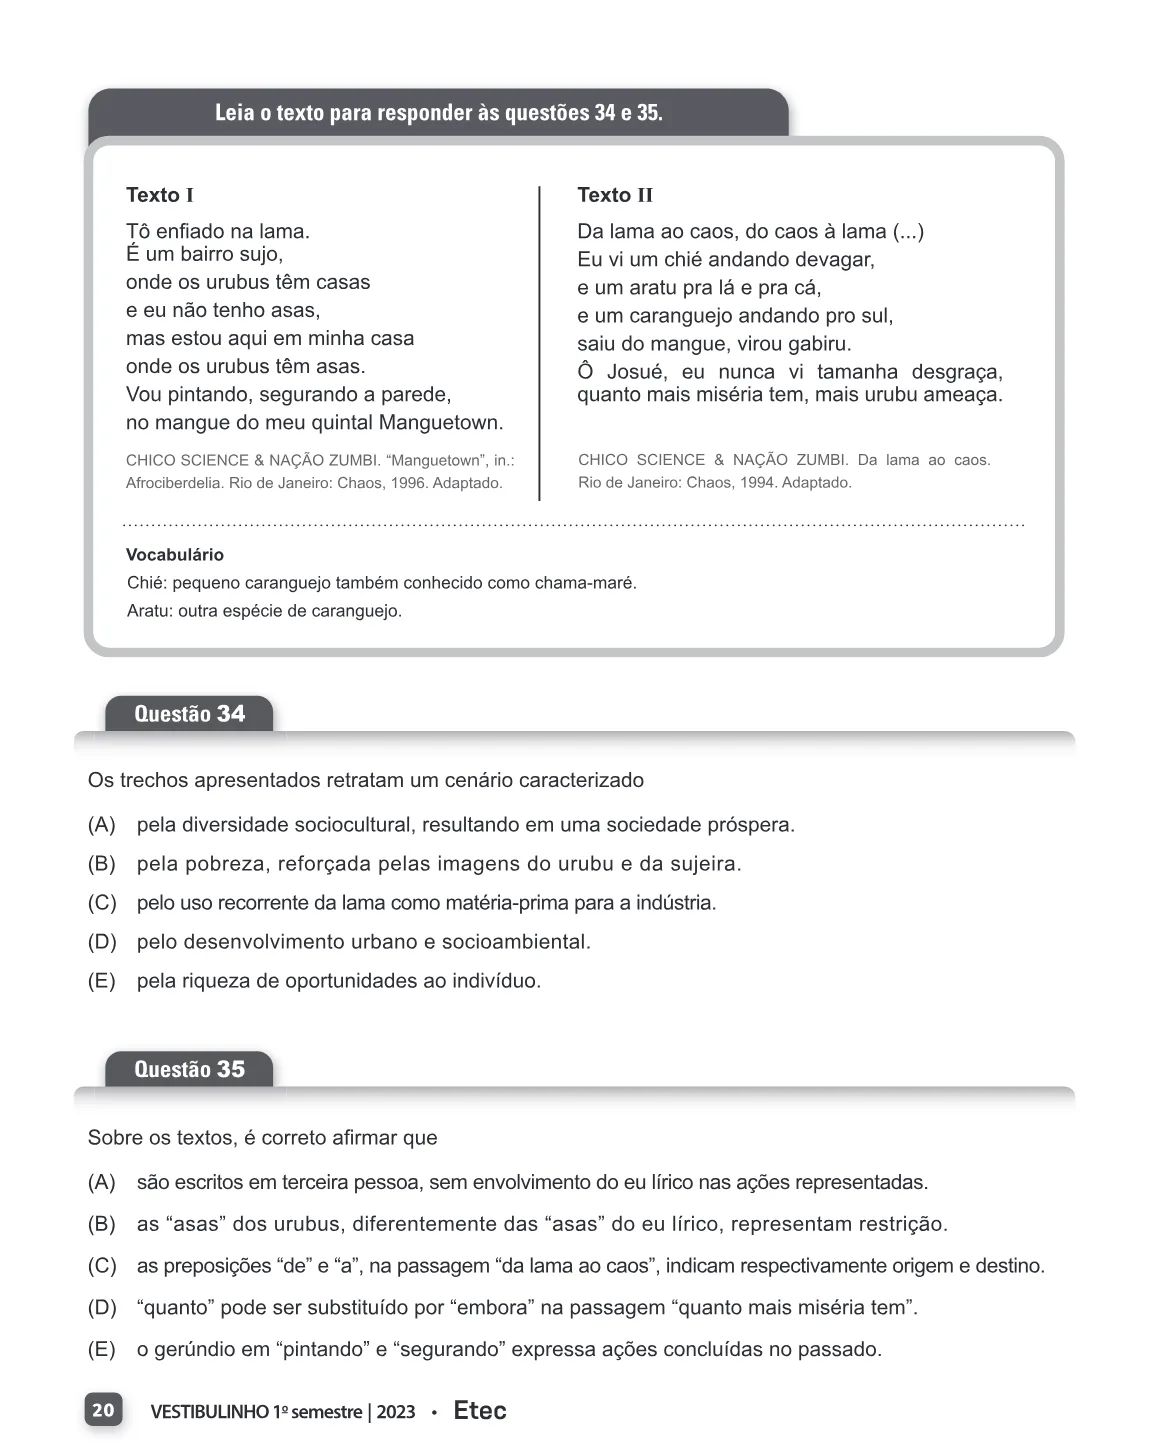 Leia o texto para responder às questões 34 e 35.
Texto I
Tô enfiado na lama.
É um bairro sujo,
onde os urubus têm casas
e eu não tenho asas,
mas estou aqui em minha casa
onde os urubus têm asas.
Vou pintando, segurando a parede,
no mangue do meu quintal Manguetown.
CHICO SCIENCE & NAÇÃO ZUMBI. “Manguetown”, in.:
Afrociberdelia. Rio de Janeiro: Chaos, 1996. Adaptado.
Texto II
Da lama ao caos, do caos à lama (...)
Eu vi um chié andando devagar,
e um aratu pra lá e pra cá,
e um caranguejo andando pro sul,
saiu do mangue, virou gabiru.
Ô Josué, eu nunca vi tamanha desgraça,
quanto mais miséria tem, mais urubu ameaça.
CHICO SCIENCE & NAÇÃO ZUMBI. Da lama ao caos.
Rio de Janeiro: Chaos, 1994. Adaptado.
Vocabulário
Chié: pequeno caranguejo também conhecido como chama-maré.
Aratu: outra espécie de caranguejo.
Questão 34
Os trechos apresentados retratam um cenário caracterizado
(A) pela diversidade sociocultural, resultando em uma sociedade próspera.
(B) pela pobreza, reforçada pelas imagens do urubu e da sujeira.
(C) pelo uso recorrente da lama como matéria-prima para a indústria.
(D) pelo desenvolvimento urbano e socioambiental.
(E) pela riqueza de oportunidades ao indivíduo.
Questão 35
Sobre os textos, é correto afirmar que
(A) são escritos em terceira pessoa, sem envolvimento do eu lírico nas ações representadas.
(B) as “asas” dos urubus, diferentemente das “asas” do eu lírico, representam restrição.
(C) as preposições “de” e “a”, na passagem “da lama ao caos”, indicam respectivamente origem e destino.
(D) “quanto” pode ser substituído por “embora” na passagem “quanto mais miséria tem”.
(E) o gerúndio em “pintando” e “segurando” expressa ações concluídas no passado.
20 VESTIBULINHO 1º semestre | 2023 • Etec